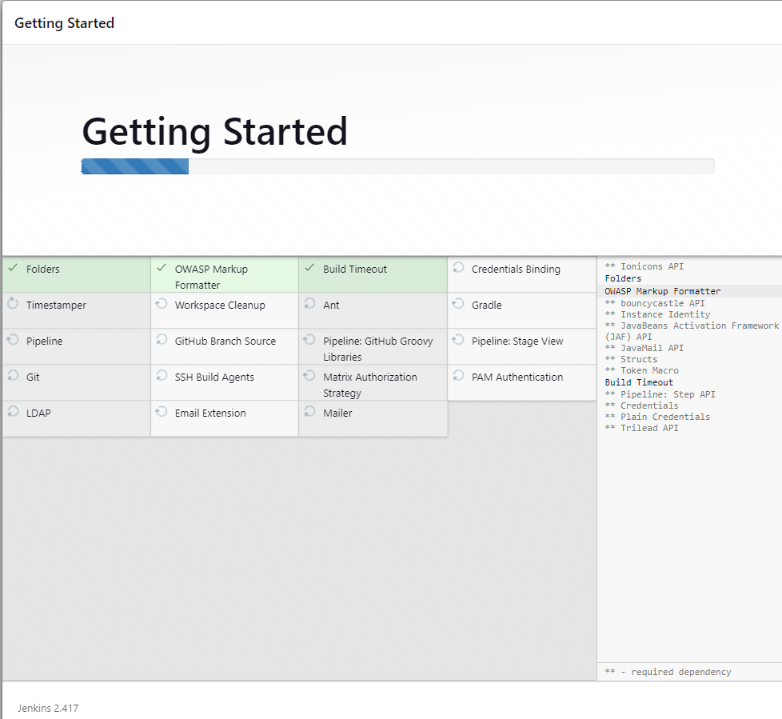 Getting Started
Getting Started
Folders
OWASP Markup
Formatter
Build Timeout
Credentials Binding
Timestamper
Workspace Cleanup
Ant
Gradle
Pipeline
GitHub Branch Source
Pipeline: GitHub Groovy
Libraries
Pipeline: Stage View
Git
SSH Build Agents
Matrix Authorization
Strategy
PAM Authentication
LDAP
Email Extension
Mailer
** Ionicons API
Folders
OWASP Markup Formatter
** bouncycastle API
** Instance Identity
** JavaBeans Activation Framework
(JAF) API
** JavaMail API
** Structs
** Token Macro
Build Timeout
** Pipeline: Step API
** Credentials
** Plain Credentials
** Trilead API
** - required dependency
Jenkins 2.417